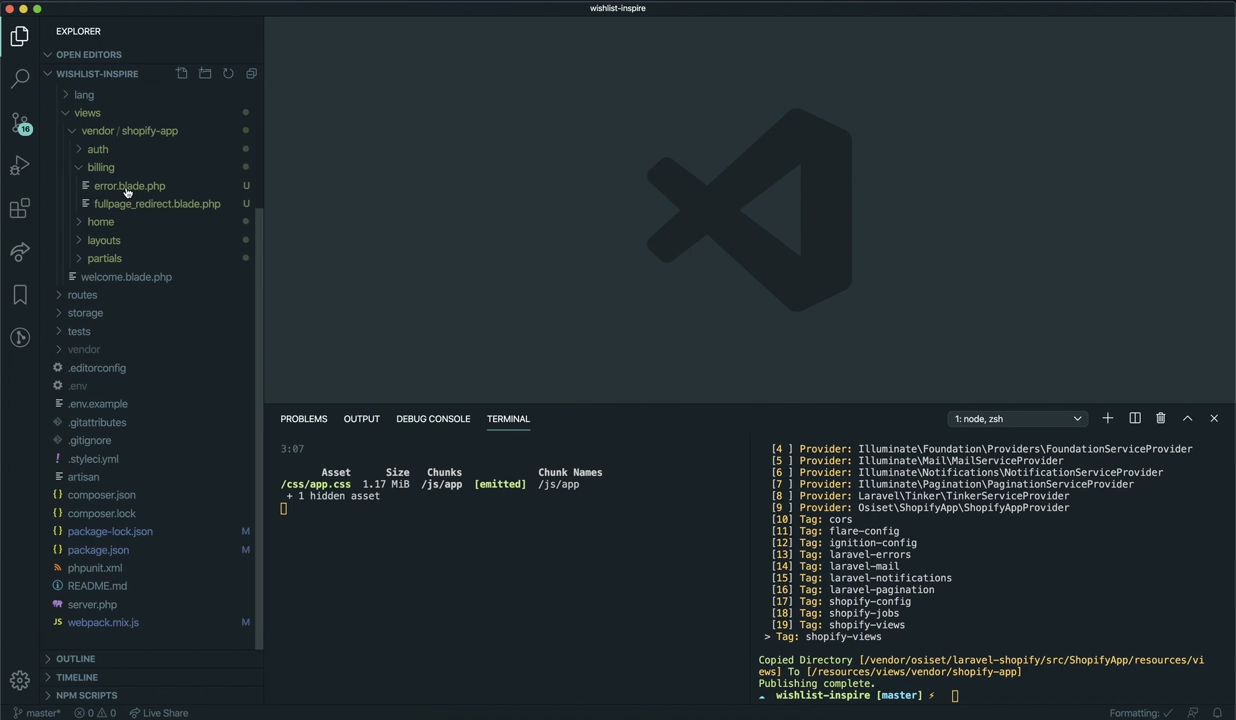 wishlist-inspire
EXPLORER
OPEN EDITORS
WISHLIST-INSPIRE
lang
views
vendor / shopify-app
auth
billing
error.blade.php U
fullpage_redirect.blade.php U
home
layouts
partials
welcome.blade.php
routes
storage
tests
vendor
.editorconfig
.env
.env.example
.gitattributes
.gitignore
! .styleci.yml
artisan
{} composer.json
{} composer.lock
{} package-lock.json M
{} package.json M
phpunit.xml
README.md
server.php
JS webpack.mix.js M
OUTLINE
TIMELINE
NPM SCRIPTS
16
PROBLEMS OUTPUT DEBUG CONSOLE TERMINAL
1: node, zsh
3:07
Asset Size Chunks Chunk Names
/css/app.css 1.17 MiB /js/app [emitted] /js/app
+ 1 hidden asset
[4 ] Provider: Illuminate\Foundation\Providers\FoundationServiceProvider
[5 ] Provider: Illuminate\Mail\MailServiceProvider
[6 ] Provider: Illuminate\Notifications\NotificationServiceProvider
[7 ] Provider: Illuminate\Pagination\PaginationServiceProvider
[8 ] Provider: Laravel\Tinker\TinkerServiceProvider
[9 ] Provider: Osiset\ShopifyApp\ShopifyAppProvider
[10] Tag: cors
[11] Tag: flare-config
[12] Tag: ignition-config
[13] Tag: laravel-errors
[14] Tag: laravel-mail
[15] Tag: laravel-notifications
[16] Tag: laravel-pagination
[17] Tag: shopify-config
[18] Tag: shopify-jobs
[19] Tag: shopify-views
> Tag: shopify-views
Copied Directory [/vendor/osiset/laravel-shopify/src/ShopifyApp/resources/vi
ews] To [/resources/views/vendor/shopify-app]
Publishing complete.
wishlist-inspire [master] ⚡
master* 0 0 Live Share
Formatting: ✓